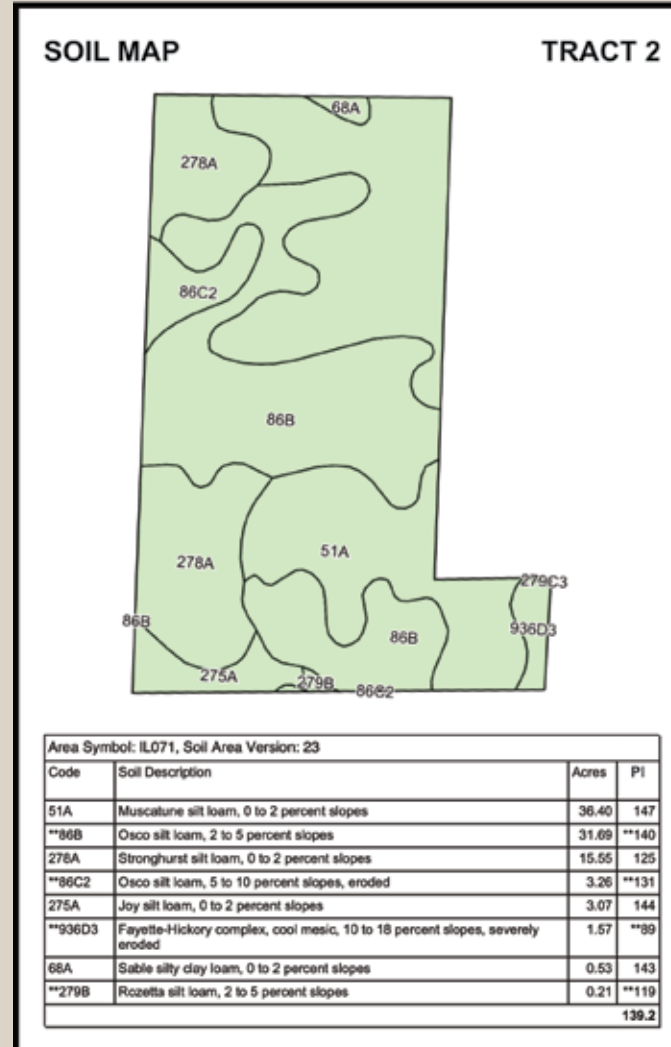 SOIL MAP TRACT 2
68A
278A
86C2
86B
278A
51A
279C3
86B
936D3
86B
275A
279B
86C2
Area Symbol: IL071, Soil Area Version: 23
Code Soil Description Acres PI
51A Muscatune silt loam, 0 to 2 percent slopes 36.40 147
**86B Osco silt loam, 2 to 5 percent slopes 31.69 **140
278A Stronghurst silt loam, 0 to 2 percent slopes 15.55 125
**86C2 Osco silt loam, 5 to 10 percent slopes, eroded 3.26 **131
275A Joy silt loam, 0 to 2 percent slopes 3.07 144
**936D3 Fayette-Hickory complex, cool mesic, 10 to 18 percent slopes, severely
eroded 1.57 **89
68A Sable silty clay loam, 0 to 2 percent slopes 0.53 143
**279B Rozetta silt loam, 2 to 5 percent slopes 0.21 **119
139.2